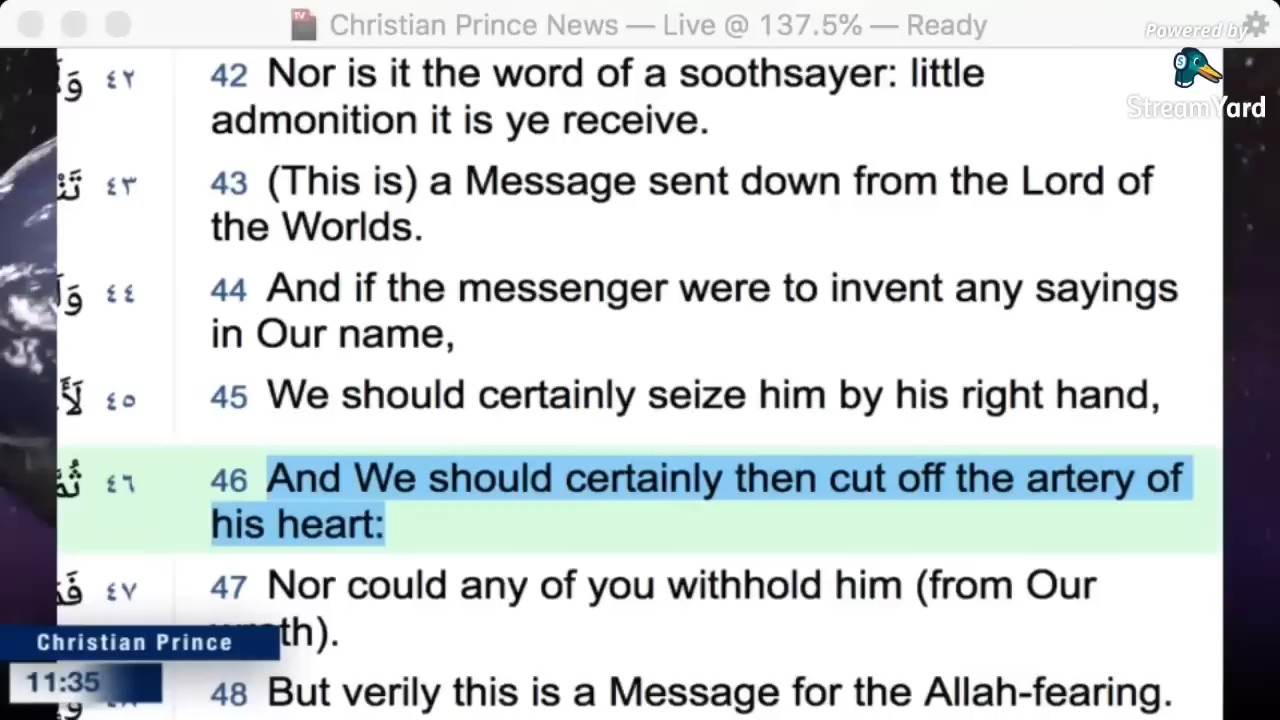 Christian Prince News — Live @ 137.5% — Ready
Powered by
StreamYard
٤٢ 42 Nor is it the word of a soothsayer: little
admonition it is ye receive.
٤٣ 43 (This is) a Message sent down from the Lord of
the Worlds.
٤٤ 44 And if the messenger were to invent any sayings
in Our name,
٤٥ 45 We should certainly seize him by his right hand,
٤٦ 46 And We should certainly then cut off the artery of
his heart:
٤٧ 47 Nor could any of you withhold him (from Our
wrath).
Christian Prince
11:35
48 But verily this is a Message for the Allah-fearing.